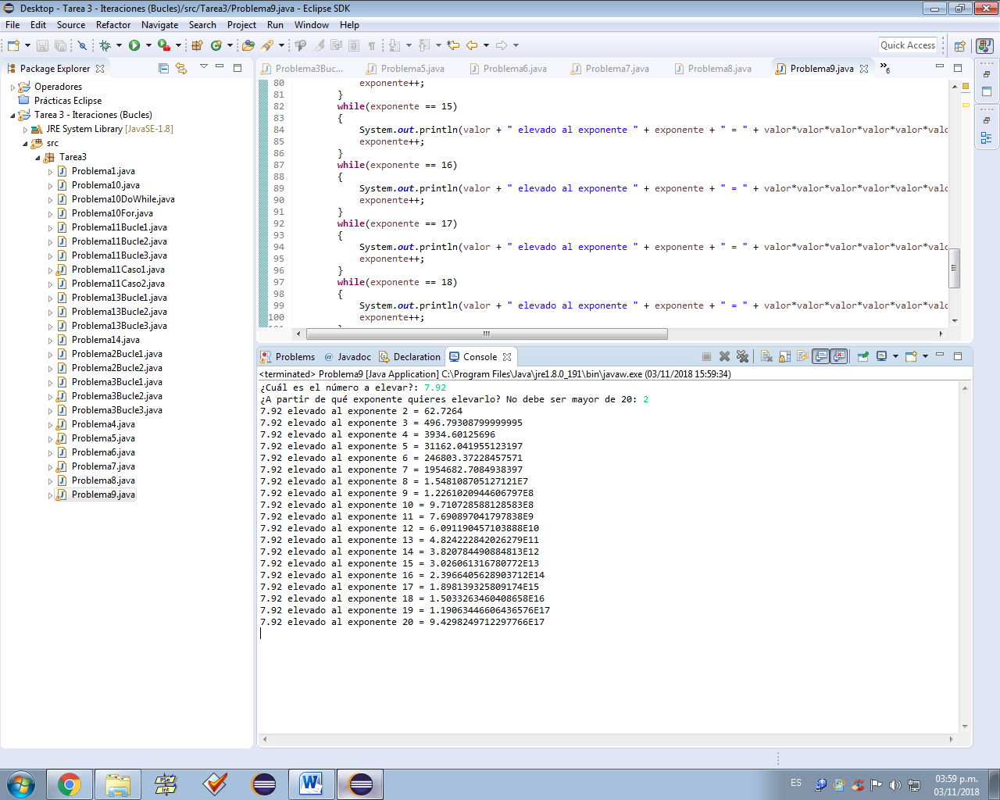 Desktop - Tarea 3 - Iteraciones (Bucles)/src/Tarea3/Problema9.java - Eclipse SDK
File Edit Source Refactor Navigate Search Project Run Window Help
Quick Access
Package Explorer
Operadores
Prácticas Eclipse
Tarea 3 - Iteraciones (Bucles)
JRE System Library [JavaSE-1.8]
src
Tarea3
Problema1.java
Problema10.java
Problema10DoWhile.java
Problema10For.java
Problema11Bucle1.java
Problema11Bucle2.java
Problema11Bucle3.java
Problema11Caso1.java
Problema11Caso2.java
Problema13Bucle1.java
Problema13Bucle2.java
Problema13Bucle3.java
Problema14.java
Problema2Bucle1.java
Problema2Bucle2.java
Problema3Bucle1.java
Problema3Bucle2.java
Problema3Bucle3.java
Problema4.java
Problema5.java
Problema6.java
Problema7.java
Problema8.java
Problema9.java
Problema3Buc... Problema5.java Problema6.java Problema7.java Problema8.java Problema9.java »6
80 exponente++;
81 }
82 while(exponente == 15)
83 {
84 System.out.println(valor + " elevado al exponente " + exponente + " = " + valor*valor*valor*valor*valor*valo
85 exponente++;
86 }
87 while(exponente == 16)
88 {
89 System.out.println(valor + " elevado al exponente " + exponente + " = " + valor*valor*valor*valor*valor*valo
90 exponente++;
91 }
92 while(exponente == 17)
93 {
94 System.out.println(valor + " elevado al exponente " + exponente + " = " + valor*valor*valor*valor*valor*valo
95 exponente++;
96 }
97 while(exponente == 18)
98 {
99 System.out.println(valor + " elevado al exponente " + exponente + " = " + valor*valor*valor*valor*valor*valo
100 exponente++;
Problems @ Javadoc Declaration Console
<terminated> Problema9 [Java Application] C:\Program Files\Java\jre1.8.0_191\bin\javaw.exe (03/11/2018 15:59:34)
¿Cuál es el número a elevar?: 7.92
¿A partir de qué exponente quieres elevarlo? No debe ser mayor de 20: 2
7.92 elevado al exponente 2 = 62.7264
7.92 elevado al exponente 3 = 496.79308799999995
7.92 elevado al exponente 4 = 3934.60125696
7.92 elevado al exponente 5 = 31162.041955123197
7.92 elevado al exponente 6 = 246803.37228457571
7.92 elevado al exponente 7 = 1954682.7084938397
7.92 elevado al exponente 8 = 1.548108705127121E7
7.92 elevado al exponente 9 = 1.2261020944606797E8
7.92 elevado al exponente 10 = 9.710728588128583E8
7.92 elevado al exponente 11 = 7.690897041797838E9
7.92 elevado al exponente 12 = 6.091190457103888E10
7.92 elevado al exponente 13 = 4.824222842026279E11
7.92 elevado al exponente 14 = 3.820784490884813E12
7.92 elevado al exponente 15 = 3.026061316780772E13
7.92 elevado al exponente 16 = 2.3966405628903712E14
7.92 elevado al exponente 17 = 1.898139325809174E15
7.92 elevado al exponente 18 = 1.5033263460408658E16
7.92 elevado al exponente 19 = 1.19063446606436576E17
7.92 elevado al exponente 20 = 9.4298249712297766E17
PSe
Int
ES
03:59 p.m.
03/11/2018